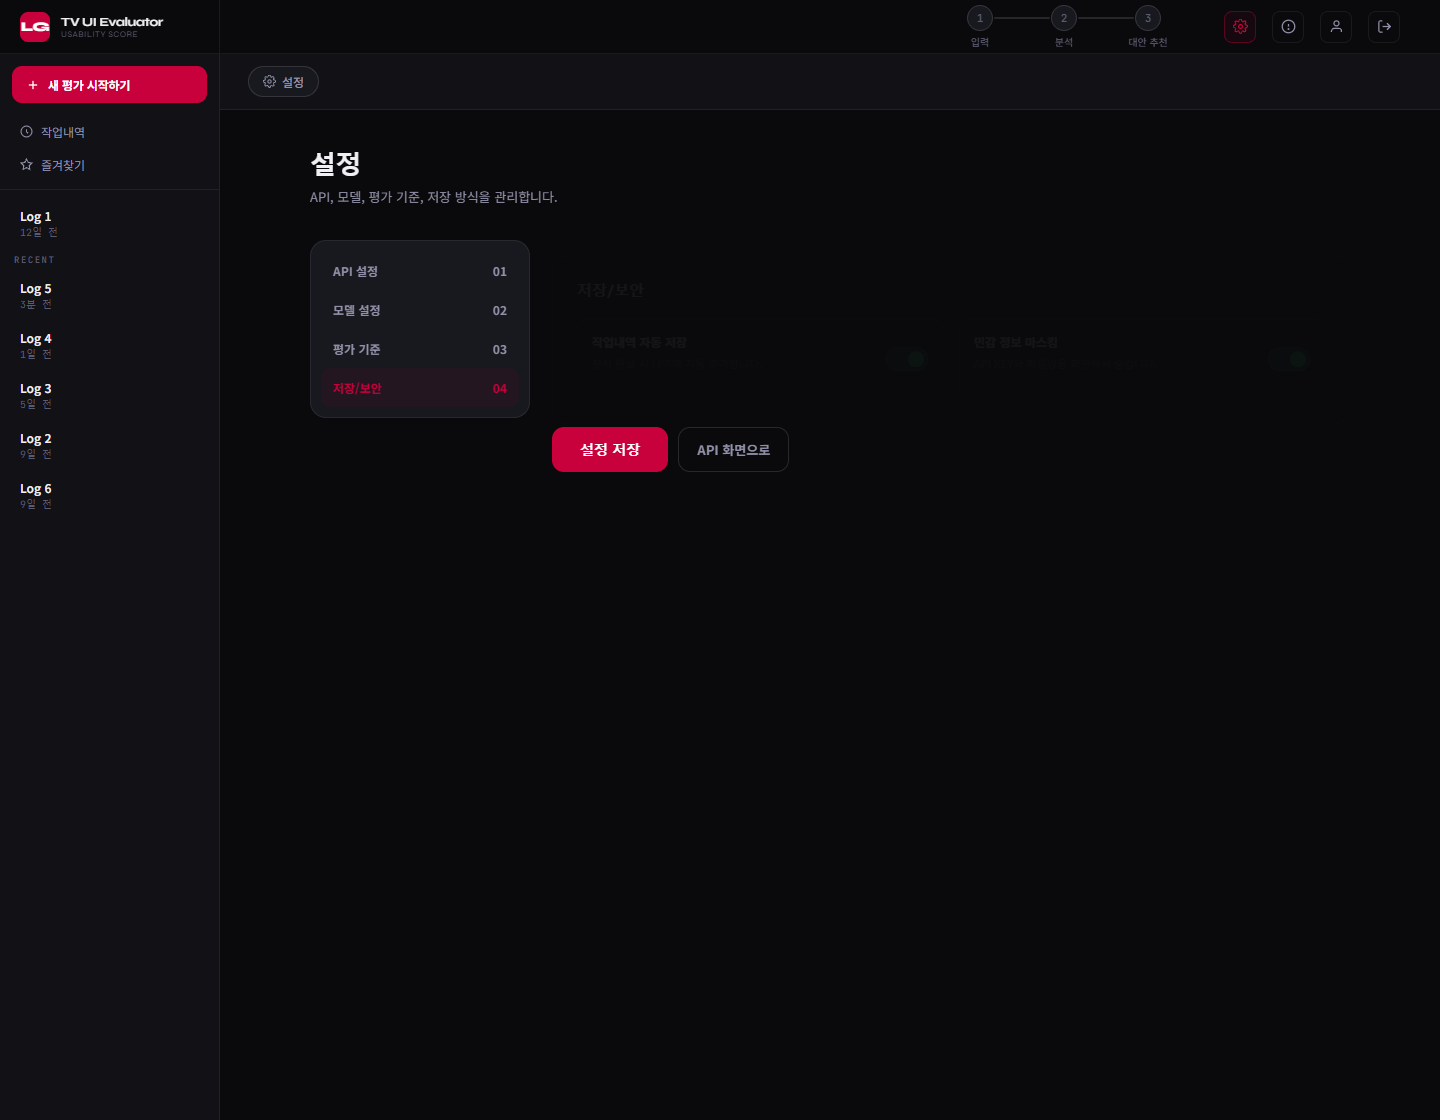 LG
TV UI Evaluator
USABILITY SCORE
1
2
3
입력
분석
대안 추천
새 평가 시작하기
작업내역
즐겨찾기
Log 1
12일 전
RECENT
Log 5
3분 전
Log 4
1일 전
Log 3
5일 전
Log 2
9일 전
Log 6
9일 전
설정
설정
API, 모델, 평가 기준, 저장 방식을 관리합니다.
API 설정 01
모델 설정 02
평가 기준 03
저장/보안 04
저장/보안
작업내역 자동 저장
민감 정보 마스킹
설정 저장
API 화면으로